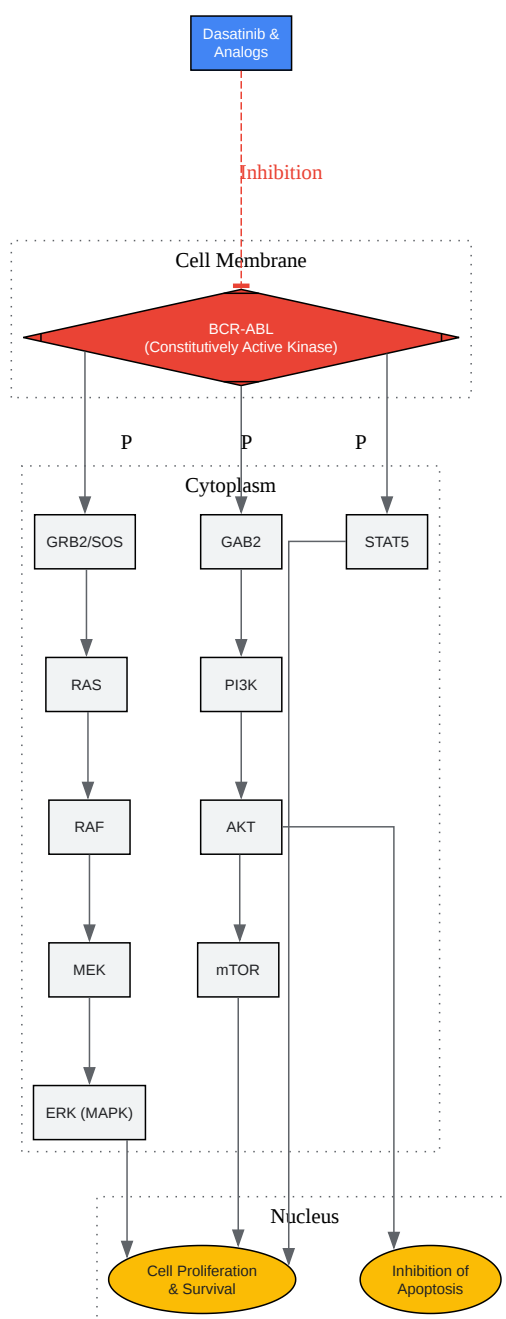 Dasatinib &
Analogs
Inhibition
Cell Membrane
BCR-ABL
(Constitutively Active Kinase)
P P P
Cytoplasm
GRB2/SOS GAB2 STAT5
RAS PI3K
RAF AKT
MEK mTOR
ERK (MAPK)
Nucleus
Cell Proliferation
& Survival
Inhibition of
Apoptosis